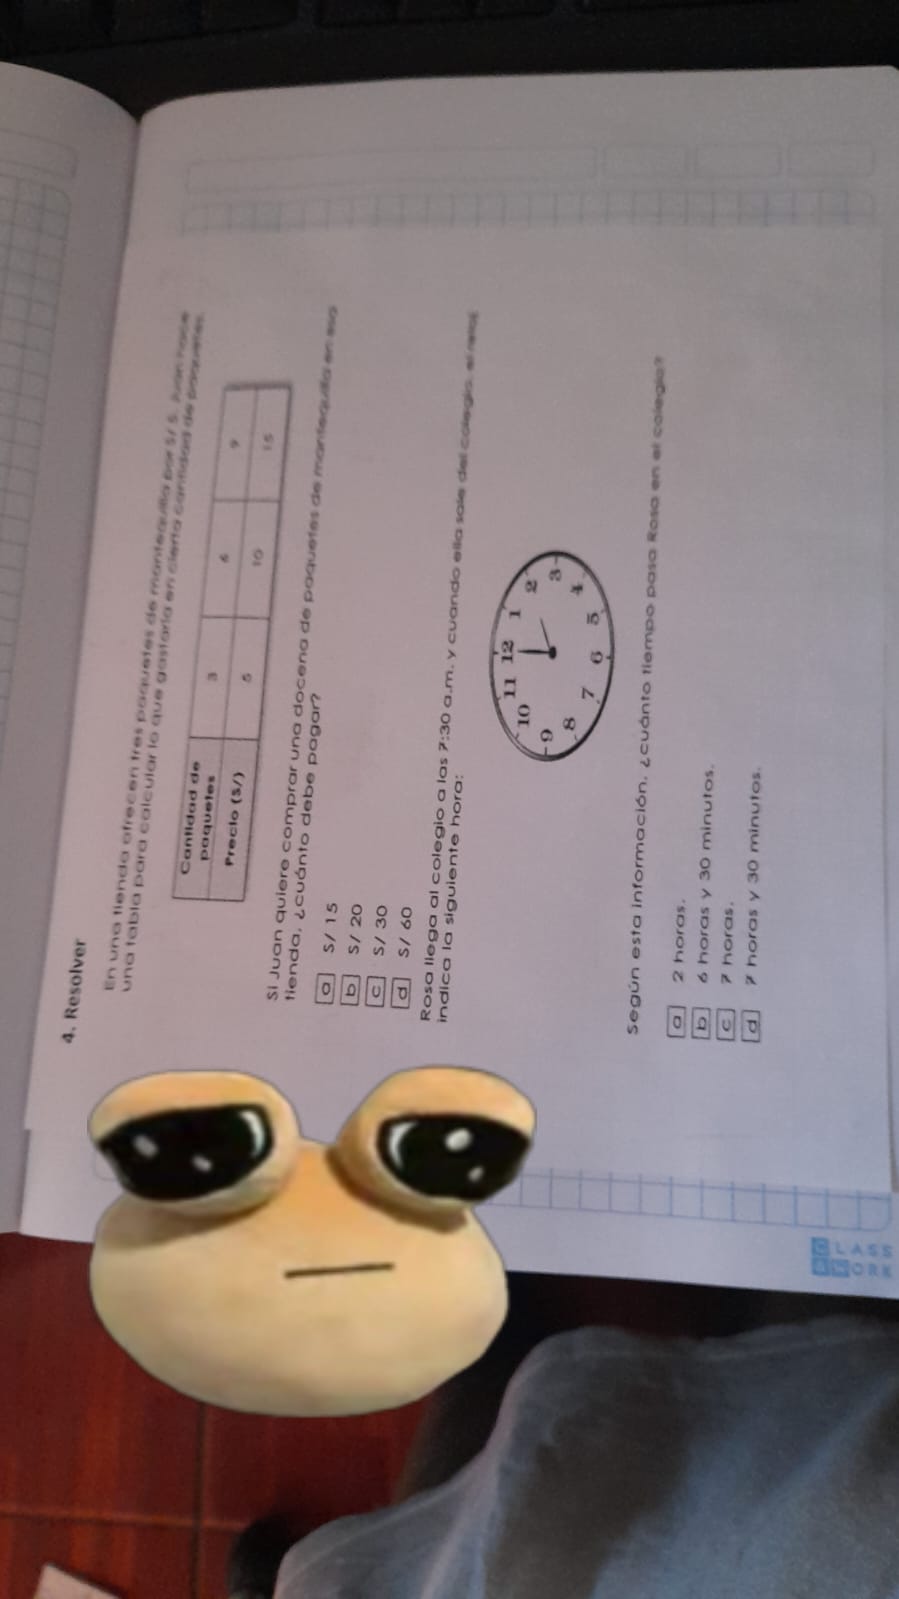 4. Resolver
En una tienda ofrecen tres paquetes de mantequilla por S/ 5. Juan hace
una tabla para calcular lo que gastaría en cierta cantidad de paquetes.
Cantidad de paquetes 3 6 9
Precio (S/) 5 10 15
Si Juan quiere comprar una docena de paquetes de mantequilla en esa
tienda, ¿cuánto debe pagar?
a S/ 15
b S/ 20
c S/ 30
d S/ 60
Rosa llega al colegio a las 7:30 a.m. y cuando ella sale del colegio, el reloj
indica la siguiente hora:
11 12 1
10 2
9 3
8 4
7 6 5
Según esta información, ¿cuánto tiempo pasa Rosa en el colegio?
a 2 horas.
b 6 horas y 30 minutos.
c 7 horas.
d 7 horas y 30 minutos.
CLASS
WORK